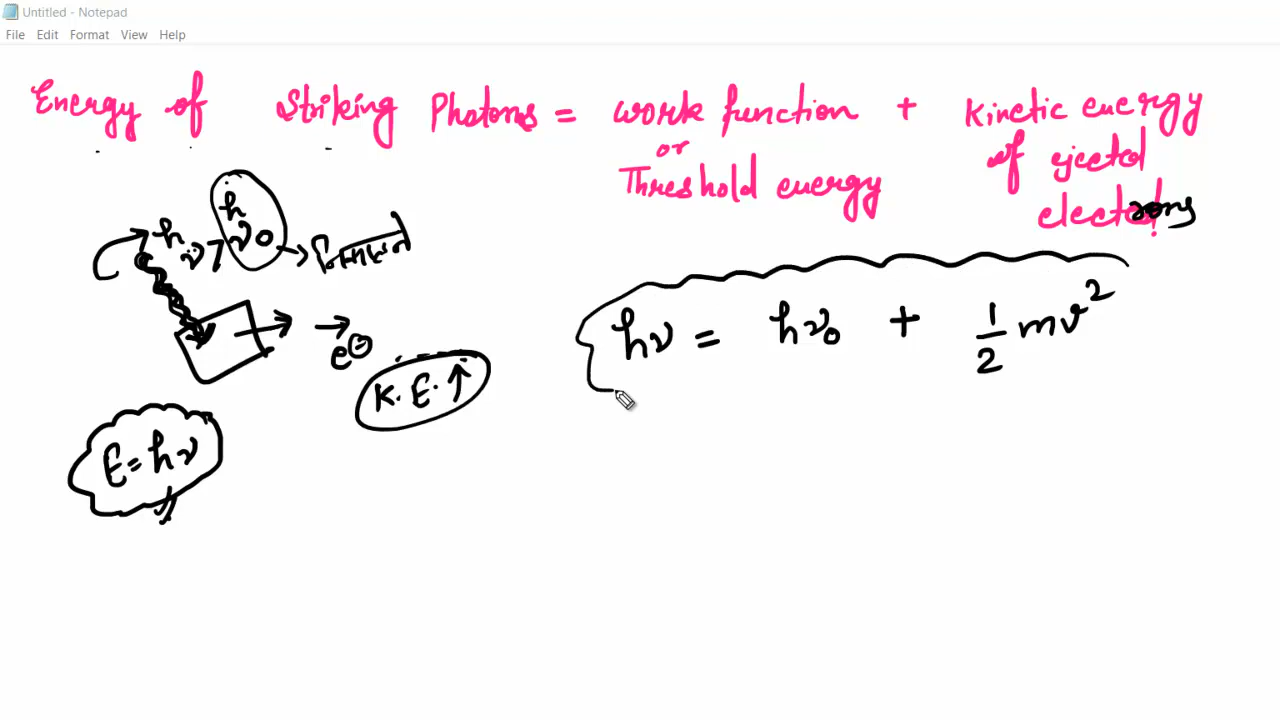 Untitled - Notepad
File Edit Format View Help
Energy of Striking Photons = work function + Kinetic energy
or
of ejected
Threshold energy
hν > hν₀ →
hν = hν₀ + 1/2 mv²
e⊖
K.E. ↑
E = hν